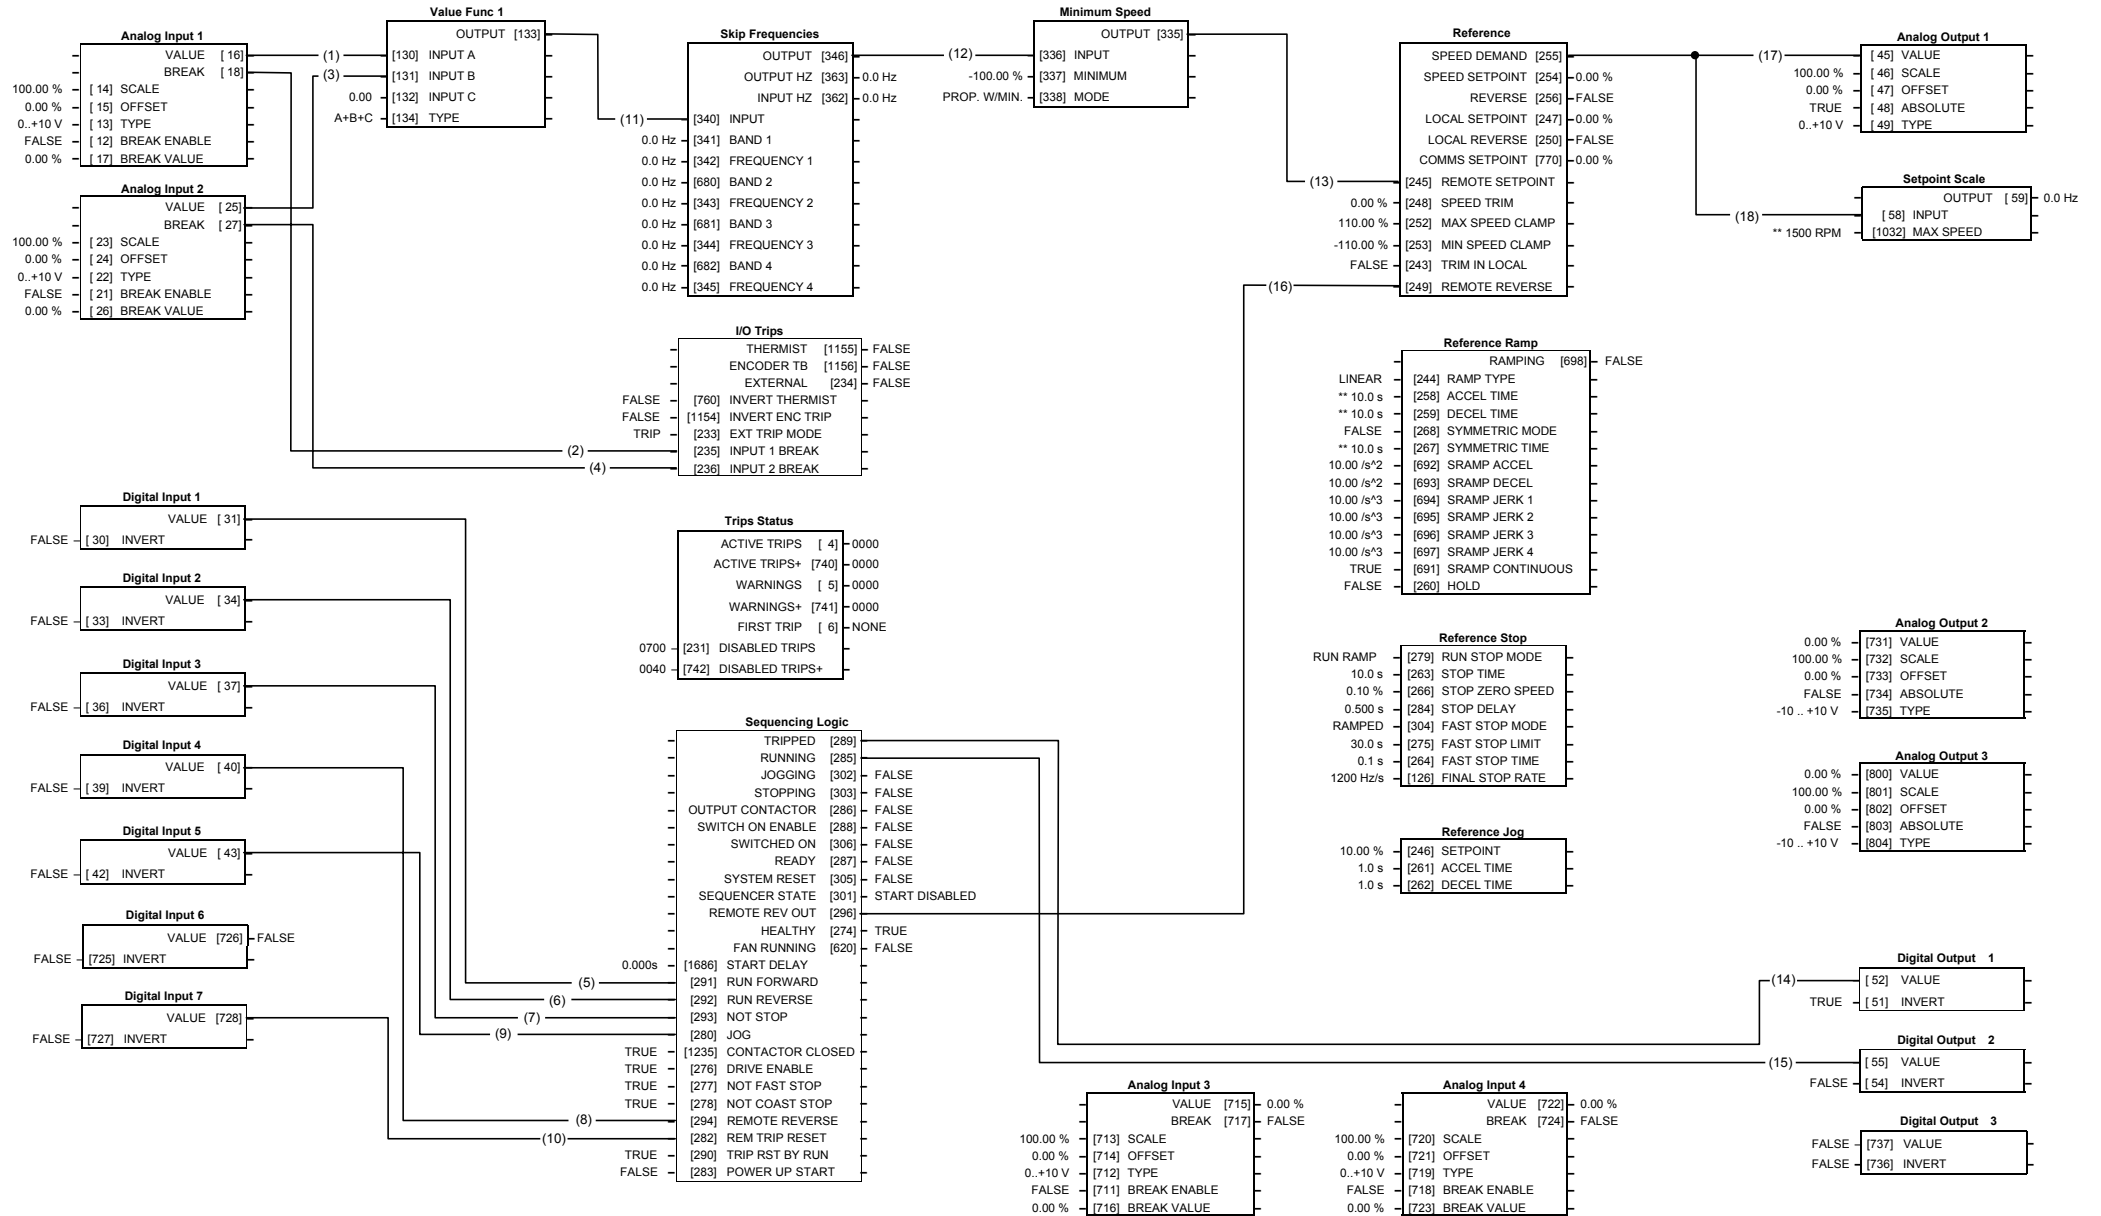 Analog Input 1
VALUE [ 16]
BREAK [ 18]
100.00 % [ 14] SCALE
0.00 % [ 15] OFFSET
0..+10 V [ 13] TYPE
FALSE [ 12] BREAK ENABLE
0.00 % [ 17] BREAK VALUE
Analog Input 2
VALUE [ 25]
BREAK [ 27]
100.00 % [ 23] SCALE
0.00 % [ 24] OFFSET
0..+10 V [ 22] TYPE
FALSE [ 21] BREAK ENABLE
0.00 % [ 26] BREAK VALUE
(1)
(3)
Value Func 1
OUTPUT [133]
[130] INPUT A
[131] INPUT B
0.00 [132] INPUT C
A+B+C [134] TYPE
(11)
Skip Frequencies
OUTPUT [346]
OUTPUT HZ [363] 0.0 Hz
INPUT HZ [362] 0.0 Hz
[340] INPUT
0.0 Hz [341] BAND 1
0.0 Hz [342] FREQUENCY 1
0.0 Hz [680] BAND 2
0.0 Hz [343] FREQUENCY 2
0.0 Hz [681] BAND 3
0.0 Hz [344] FREQUENCY 3
0.0 Hz [682] BAND 4
0.0 Hz [345] FREQUENCY 4
(12)
Minimum Speed
OUTPUT [335]
[336] INPUT
-100.00 % [337] MINIMUM
PROP. W/MIN. [338] MODE
(13)
(16)
Reference
SPEED DEMAND [255]
SPEED SETPOINT [254] 0.00 %
REVERSE [256] FALSE
LOCAL SETPOINT [247] 0.00 %
LOCAL REVERSE [250] FALSE
COMMS SETPOINT [770] 0.00 %
[245] REMOTE SETPOINT
0.00 % [248] SPEED TRIM
110.00 % [252] MAX SPEED CLAMP
-110.00 % [253] MIN SPEED CLAMP
FALSE [243] TRIM IN LOCAL
[249] REMOTE REVERSE
(17)
(18)
Analog Output 1
[ 45] VALUE
100.00 % [ 46] SCALE
0.00 % [ 47] OFFSET
TRUE [ 48] ABSOLUTE
0..+10 V [ 49] TYPE
Setpoint Scale
OUTPUT [ 59] 0.0 Hz
[ 58] INPUT
** 1500 RPM [1032] MAX SPEED
I/O Trips
THERMIST [1155] FALSE
ENCODER TB [1156] FALSE
EXTERNAL [234] FALSE
FALSE [760] INVERT THERMIST
FALSE [1154] INVERT ENC TRIP
TRIP [233] EXT TRIP MODE
(2) [235] INPUT 1 BREAK
(4) [236] INPUT 2 BREAK
Reference Ramp
RAMPING [698] FALSE
LINEAR [244] RAMP TYPE
** 10.0 s [258] ACCEL TIME
** 10.0 s [259] DECEL TIME
FALSE [268] SYMMETRIC MODE
** 10.0 s [267] SYMMETRIC TIME
10.00 /s^2 [692] SRAMP ACCEL
10.00 /s^2 [693] SRAMP DECEL
10.00 /s^3 [694] SRAMP JERK 1
10.00 /s^3 [695] SRAMP JERK 2
10.00 /s^3 [696] SRAMP JERK 3
10.00 /s^3 [697] SRAMP JERK 4
TRUE [691] SRAMP CONTINUOUS
FALSE [260] HOLD
Digital Input 1
VALUE [ 31]
FALSE [ 30] INVERT
Digital Input 2
VALUE [ 34]
FALSE [ 33] INVERT
Digital Input 3
VALUE [ 37]
FALSE [ 36] INVERT
Digital Input 4
VALUE [ 40]
FALSE [ 39] INVERT
Digital Input 5
VALUE [ 43]
FALSE [ 42] INVERT
Digital Input 6
VALUE [726] FALSE
FALSE [725] INVERT
Digital Input 7
VALUE [728]
FALSE [727] INVERT
Trips Status
ACTIVE TRIPS [ 4] 0000
ACTIVE TRIPS+ [740] 0000
WARNINGS [ 5] 0000
WARNINGS+ [741] 0000
FIRST TRIP [ 6] NONE
0700 [231] DISABLED TRIPS
0040 [742] DISABLED TRIPS+
Sequencing Logic
TRIPPED [289]
RUNNING [285]
JOGGING [302] FALSE
STOPPING [303] FALSE
OUTPUT CONTACTOR [286] FALSE
SWITCH ON ENABLE [288] FALSE
SWITCHED ON [306] FALSE
READY [287] FALSE
SYSTEM RESET [305] FALSE
SEQUENCER STATE [301] START DISABLED
REMOTE REV OUT [296]
HEALTHY [274] TRUE
FAN RUNNING [620] FALSE
0.000s [1686] START DELAY
(5) [291] RUN FORWARD
(6) [292] RUN REVERSE
(7) [293] NOT STOP
(9) [280] JOG
TRUE [1235] CONTACTOR CLOSED
TRUE [276] DRIVE ENABLE
TRUE [277] NOT FAST STOP
TRUE [278] NOT COAST STOP
(8) [294] REMOTE REVERSE
(10) [282] REM TRIP RESET
TRUE [290] TRIP RST BY RUN
FALSE [283] POWER UP START
Reference Stop
RUN RAMP [279] RUN STOP MODE
10.0 s [263] STOP TIME
0.10 % [266] STOP ZERO SPEED
0.500 s [284] STOP DELAY
RAMPED [304] FAST STOP MODE
30.0 s [275] FAST STOP LIMIT
0.1 s [264] FAST STOP TIME
1200 Hz/s [126] FINAL STOP RATE
Reference Jog
10.00 % [246] SETPOINT
1.0 s [261] ACCEL TIME
1.0 s [262] DECEL TIME
Analog Output 2
0.00 % [731] VALUE
100.00 % [732] SCALE
0.00 % [733] OFFSET
FALSE [734] ABSOLUTE
-10 .. +10 V [735] TYPE
Analog Output 3
0.00 % [800] VALUE
100.00 % [801] SCALE
0.00 % [802] OFFSET
FALSE [803] ABSOLUTE
-10 .. +10 V [804] TYPE
Digital Output 1
(14) [ 52] VALUE
TRUE [ 51] INVERT
Digital Output 2
(15) [ 55] VALUE
FALSE [ 54] INVERT
Digital Output 3
FALSE [737] VALUE
FALSE [736] INVERT
Analog Input 3
VALUE [715] 0.00 %
BREAK [717] FALSE
100.00 % [713] SCALE
0.00 % [714] OFFSET
0..+10 V [712] TYPE
FALSE [711] BREAK ENABLE
0.00 % [716] BREAK VALUE
Analog Input 4
VALUE [722] 0.00 %
BREAK [724] FALSE
100.00 % [720] SCALE
0.00 % [721] OFFSET
0..+10 V [719] TYPE
FALSE [718] BREAK ENABLE
0.00 % [723] BREAK VALUE